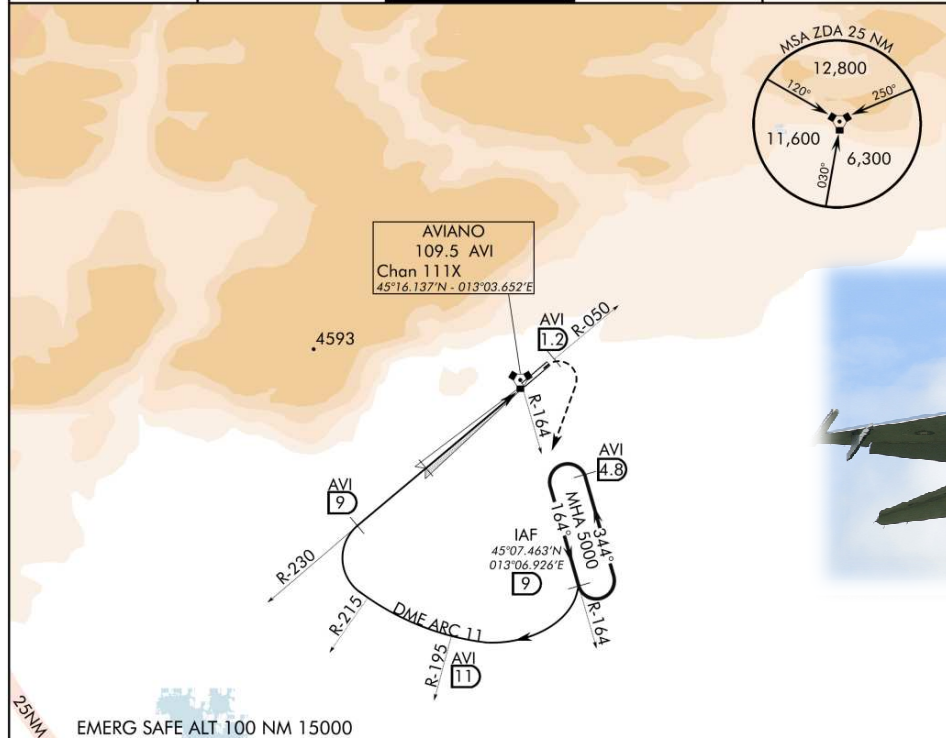 MSA ZDA 25 NM
12,800
120°
250°
11,600
6,300
030°
AVIANO
109.5 AVI
Chan 111X
45°16.137'N - 013°03.652'E
4593
AVI
1.2
R-050
R-164
AVI
4.8
AVI
9
MHA 5000
164°
344°
IAF
45°07.463'N
013°06.926'E
9
R-230
R-215
DME ARC 11
R-195
AVI
11
R-164
25NM
EMERG SAFE ALT 100 NM 15000